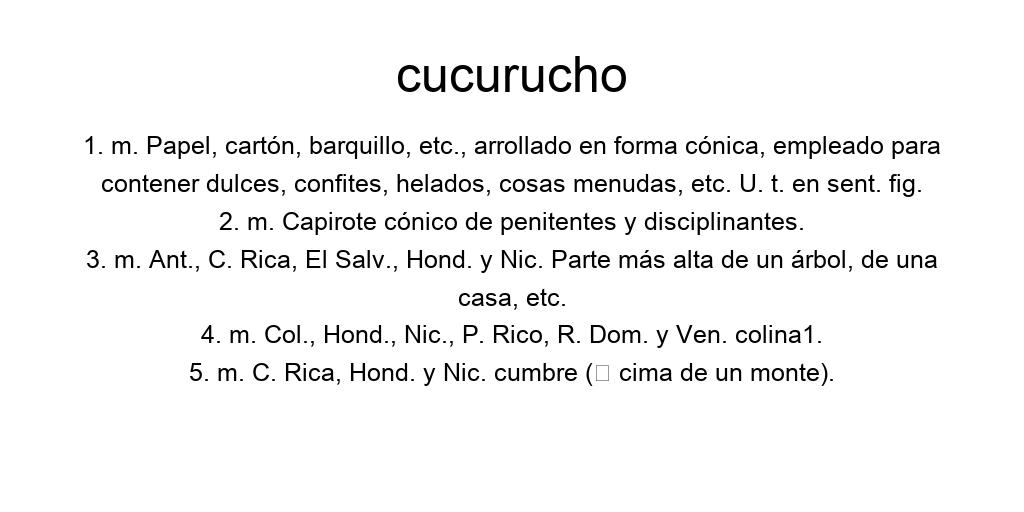 cucurucho
1. m. Papel, cartón, barquillo, etc., arrollado en forma cónica, empleado para
contener dulces, confites, helados, cosas menudas, etc. U. t. en sent. fig.
2. m. Capirote cónico de penitentes y disciplinantes.
3. m. Ant., C. Rica, El Salv., Hond. y Nic. Parte más alta de un árbol, de una
casa, etc.
4. m. Col., Hond., Nic., P. Rico, R. Dom. y Ven. colina1.
5. m. C. Rica, Hond. y Nic. cumbre (▯ cima de un monte).